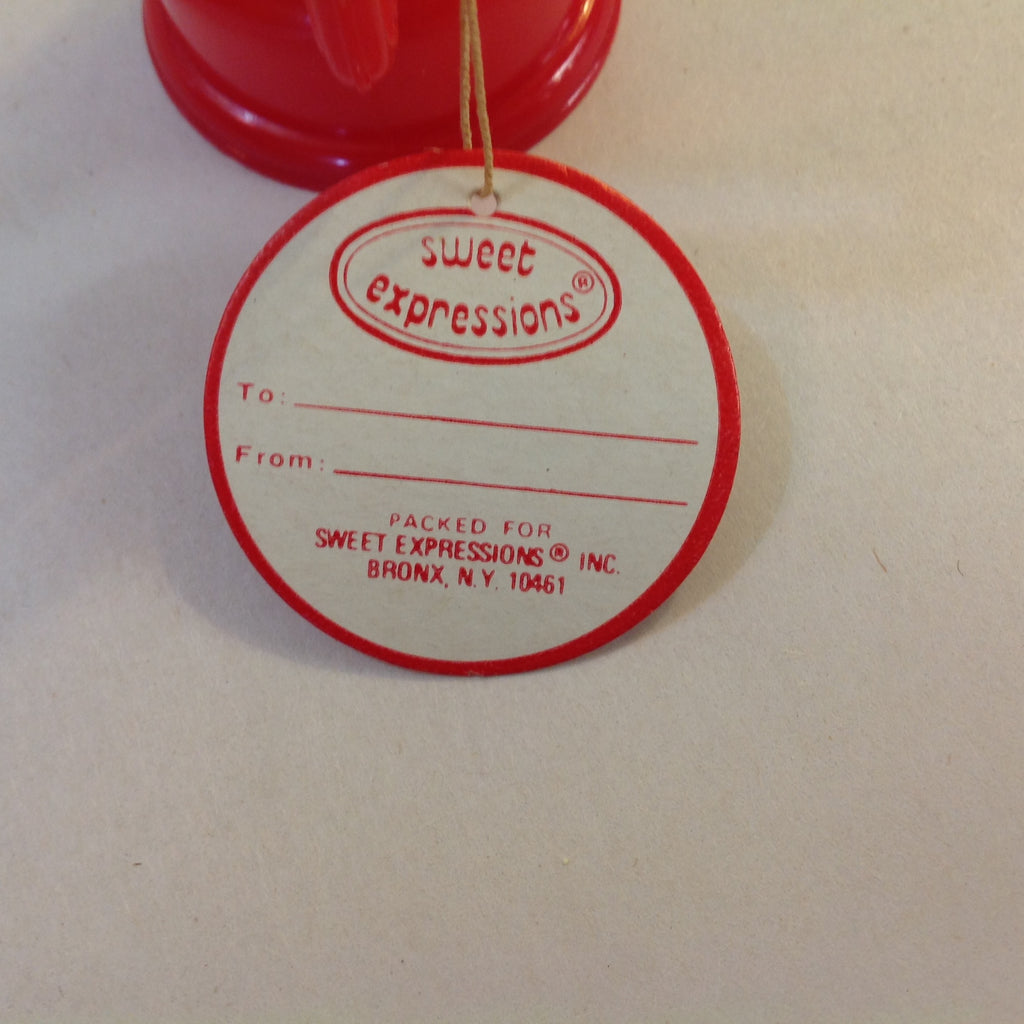 sweet
expressions®
To:
From:
PACKED FOR
SWEET EXPRESSIONS® INC.
BRONX, N.Y. 10461